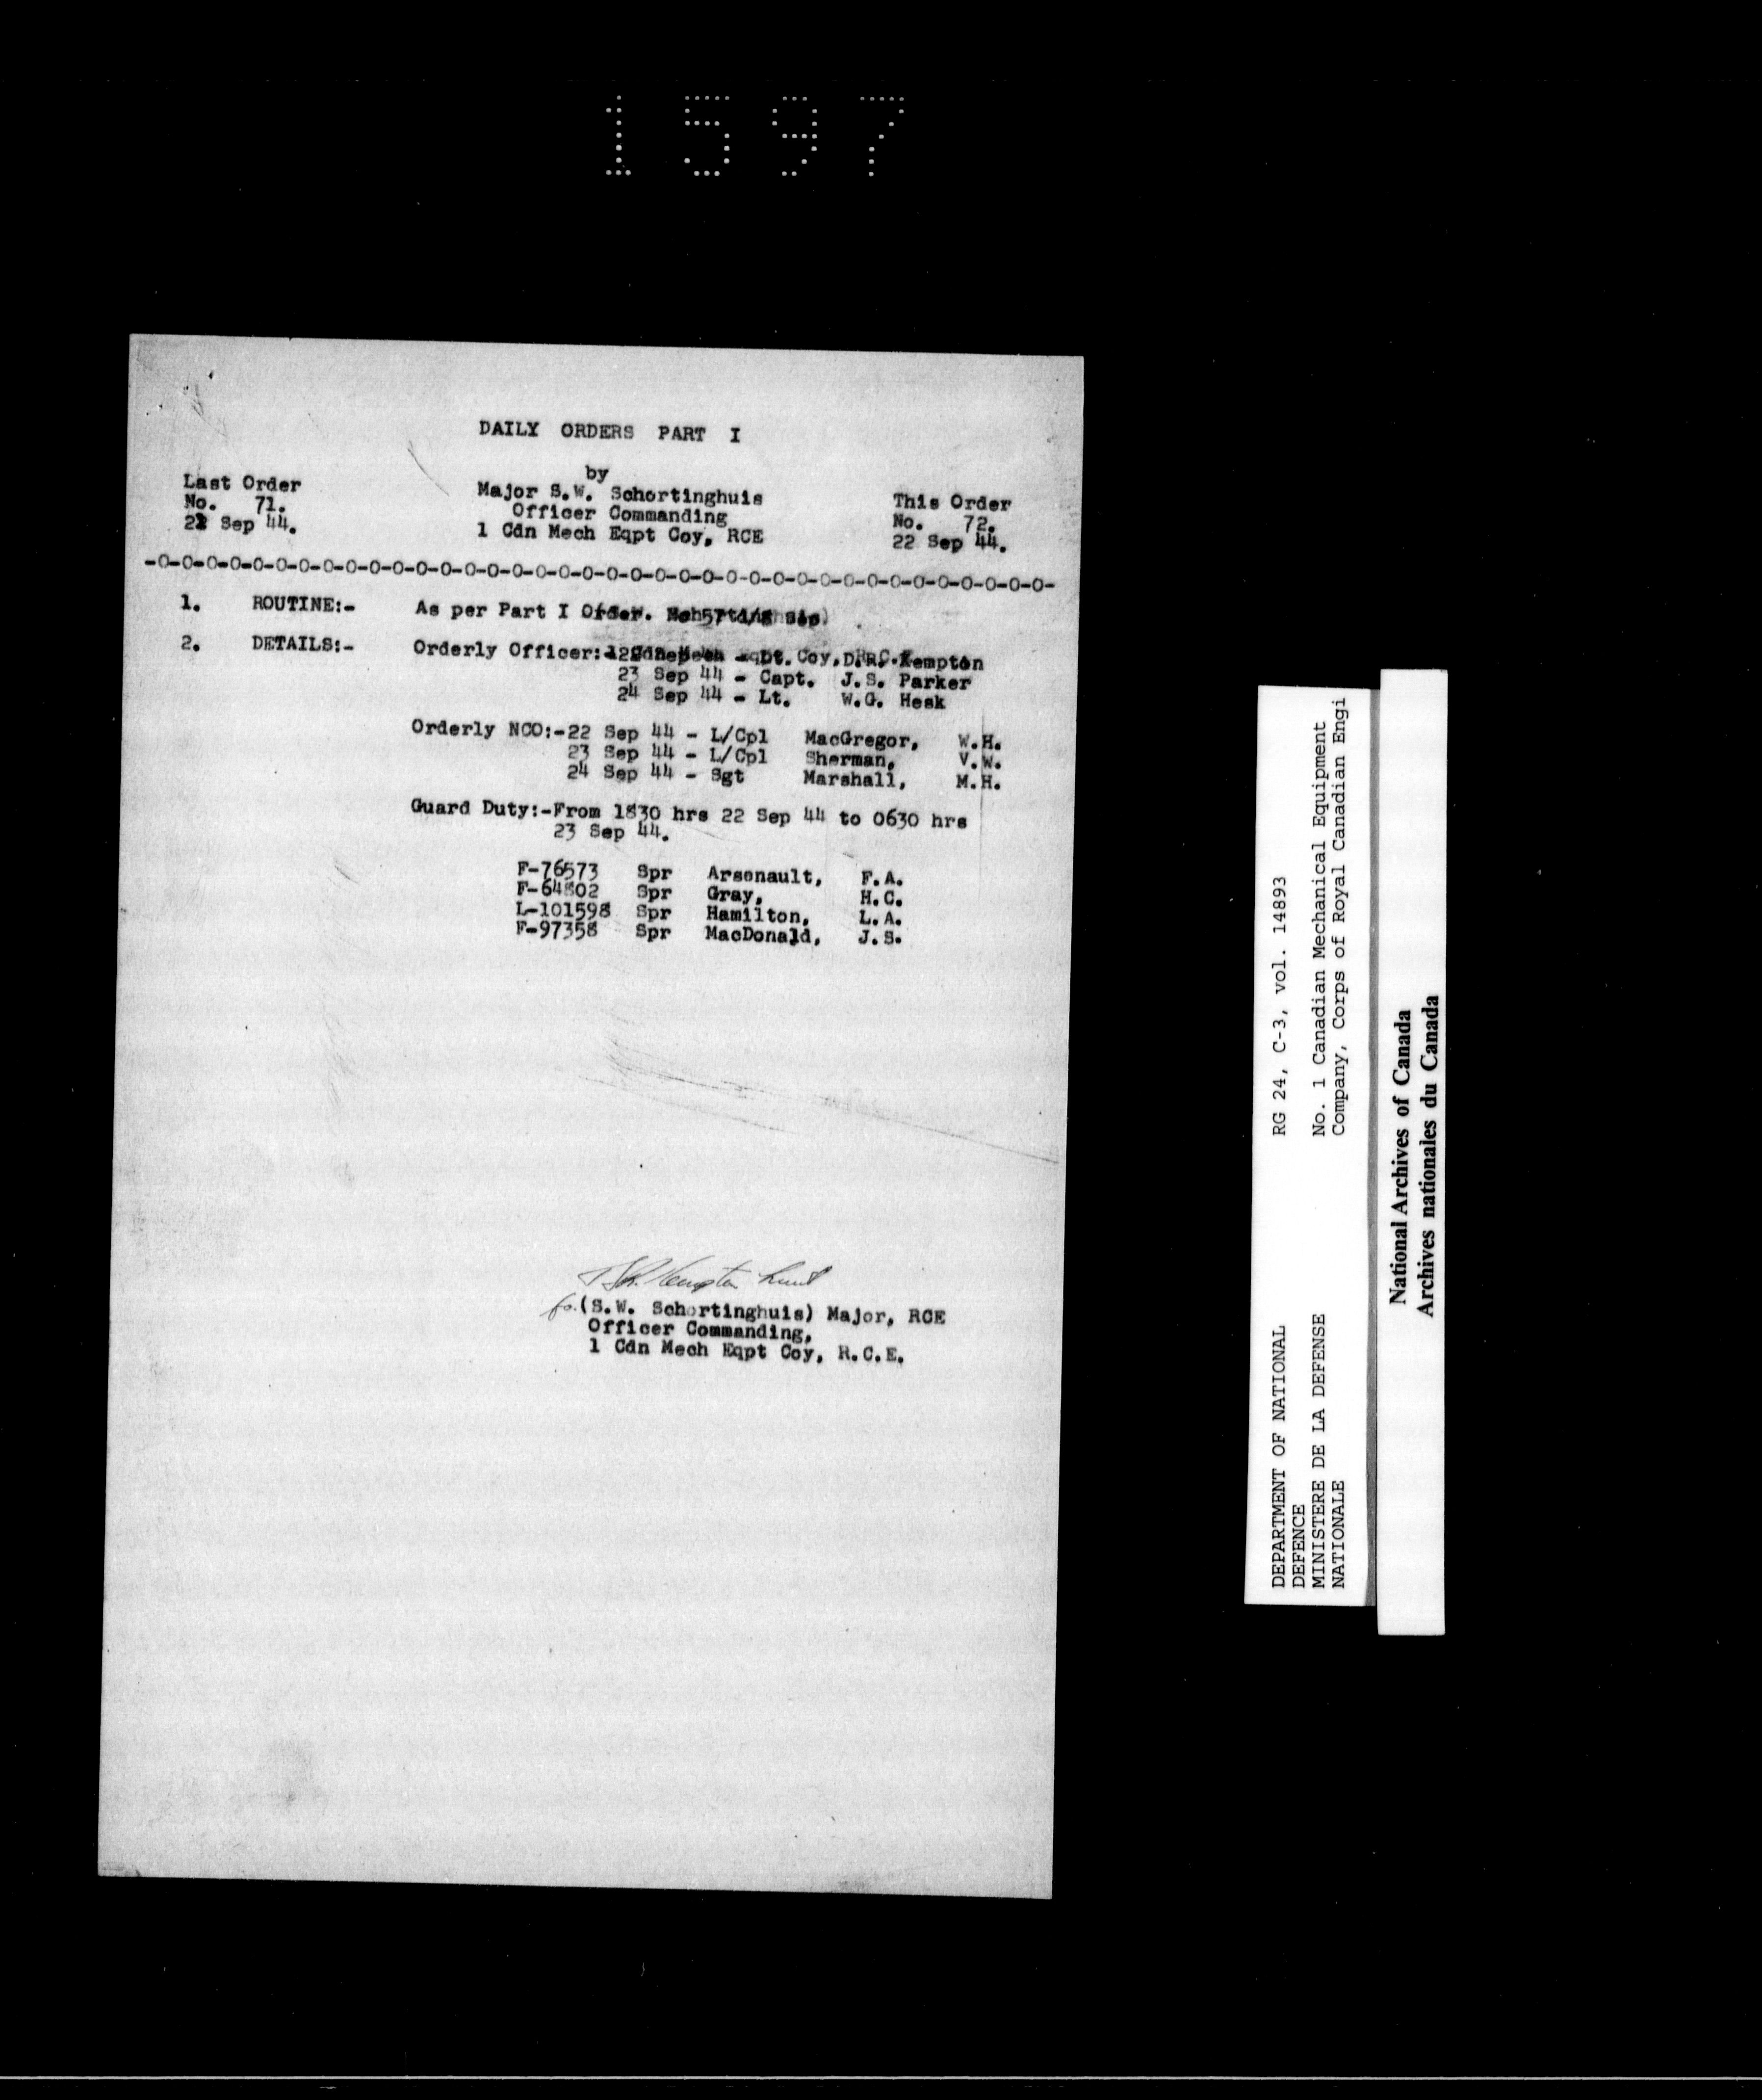 1597
DAILY ORDERS PART I
by
Last Order
No. 71.
Sep 44.
Major S.W. Schortinghuis
Officer Commanding
1 Cdn Mech Eqpt Coy, RCE
This Order
No. 72.
22 Sep 44.
-0-0-0-0-0-0-0-0-0-0-0-0-0-0-0-0-0-0-0-0-0-0-0-0-0-0-0-0-0-0-0-0-0-0-0-0-0-0-
1. ROUTINE:- As per Part I Order.
2. DETAILS:- Orderly Officer:- Kempton
23 Sep 44 - Capt. J.S. Parker
24 Sep 44 - Lt. W.G. Hesk
Orderly NCO:-22 Sep 44 - L/Cpl MacGregor, W.H.
23 Sep 44 - L/Cpl Sherman, V.W.
24 Sep 44 - Sgt Marshall, M.H.
Guard Duty:-From 1830 hrs 22 Sep 44 to 0630 hrs
23 Sep 44.
F-76573 Spr Arsenault, F.A.
F-64802 Spr Gray, H.C.
L-101598 Spr Hamilton, L.A.
F-97358 Spr MacDonald, J.S.
Kempton
(S.W. Schortinghuis) Major, RCE
Officer Commanding,
1 Cdn Mech Eqpt Coy, R.C.E.
DEPARTMENT OF NATIONAL
DEFENCE
MINISTERE DE LA DEFENSE
NATIONALE
RG 24, C-3, vol. 14893
No. 1 Canadian Mechanical Equipment
Company, Corps of Royal Canadian Engi
National Archives of Canada
Archives nationales du Canada